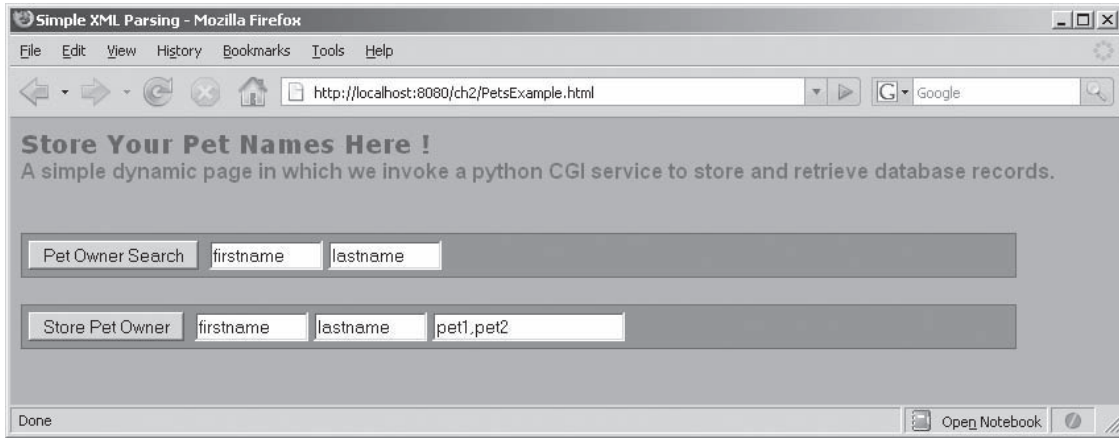 Simple XML Parsing - Mozilla Firefox
File Edit View History Bookmarks Tools Help
http://localhost:8080/ch2/PetsExample.html G Google
Store Your Pet Names Here !
A simple dynamic page in which we invoke a python CGI service to store and retrieve database records.
Pet Owner Search firstname lastname
Store Pet Owner firstname lastname pet1,pet2
Done Open Notebook